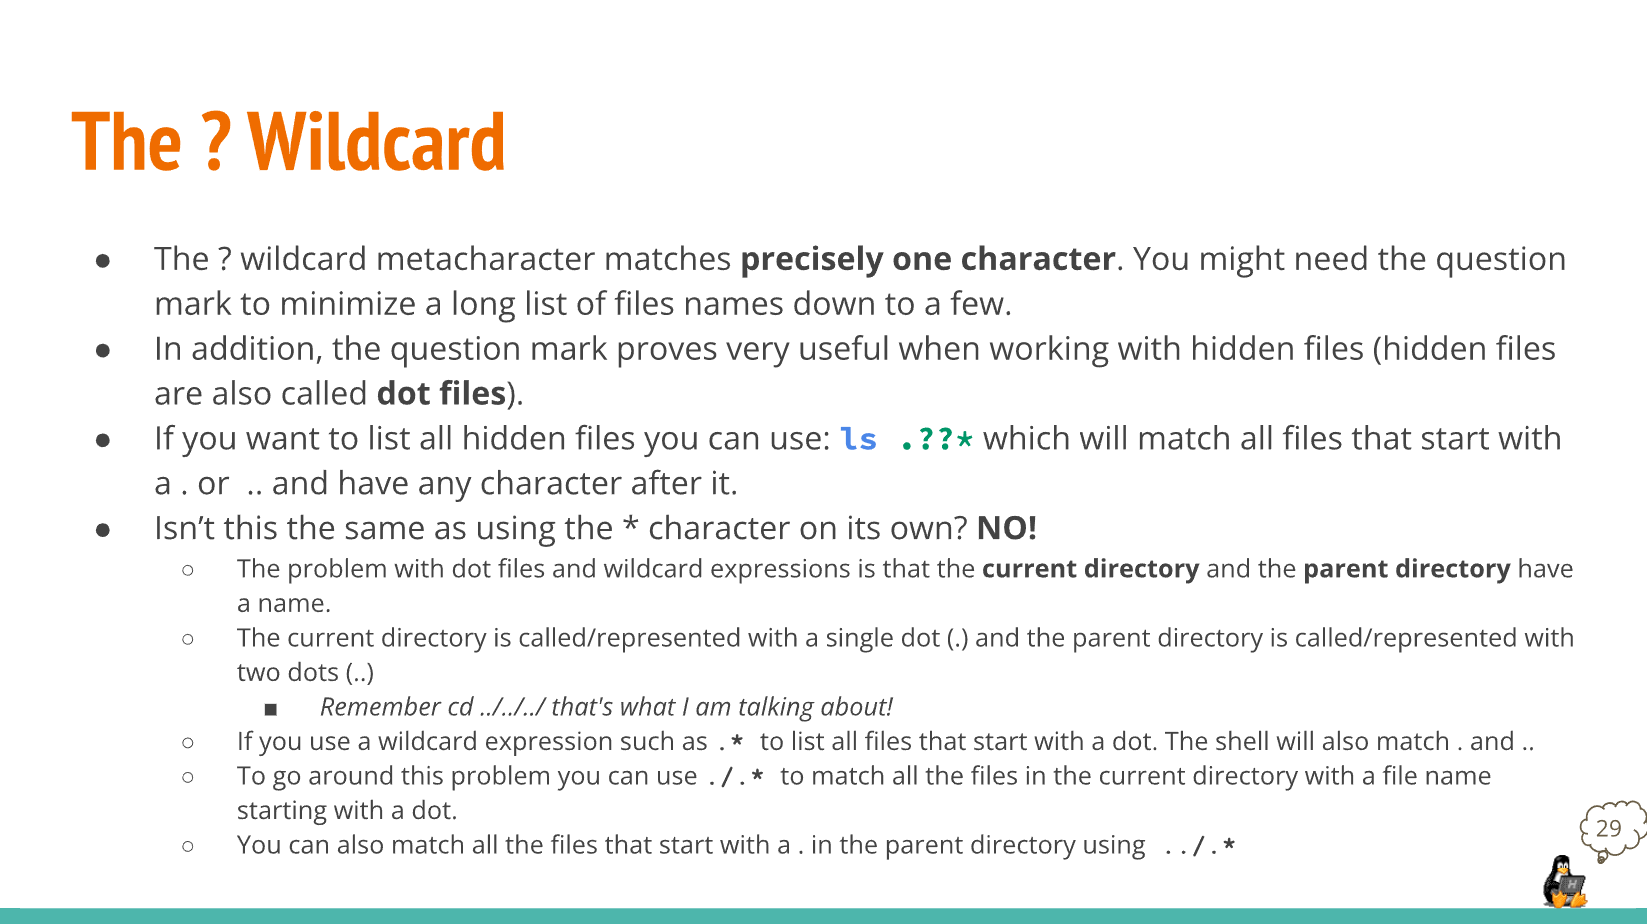 The ? Wildcard
● The ? wildcard metacharacter matches precisely one character. You might need the question
mark to minimize a long list of files names down to a few.
● In addition, the question mark proves very useful when working with hidden files (hidden files
are also called dot files).
● If you want to list all hidden files you can use: ls .??* which will match all files that start with
a . or .. and have any character after it.
● Isn’t this the same as using the * character on its own? NO!
○ The problem with dot files and wildcard expressions is that the current directory and the parent directory have
a name.
○ The current directory is called/represented with a single dot (.) and the parent directory is called/represented with
two dots (..)
■ Remember cd ../../../ that's what I am talking about!
○ If you use a wildcard expression such as .* to list all files that start with a dot. The shell will also match . and ..
○ To go around this problem you can use ./.* to match all the files in the current directory with a file name
starting with a dot.
○ You can also match all the files that start with a . in the parent directory using ../.*
29